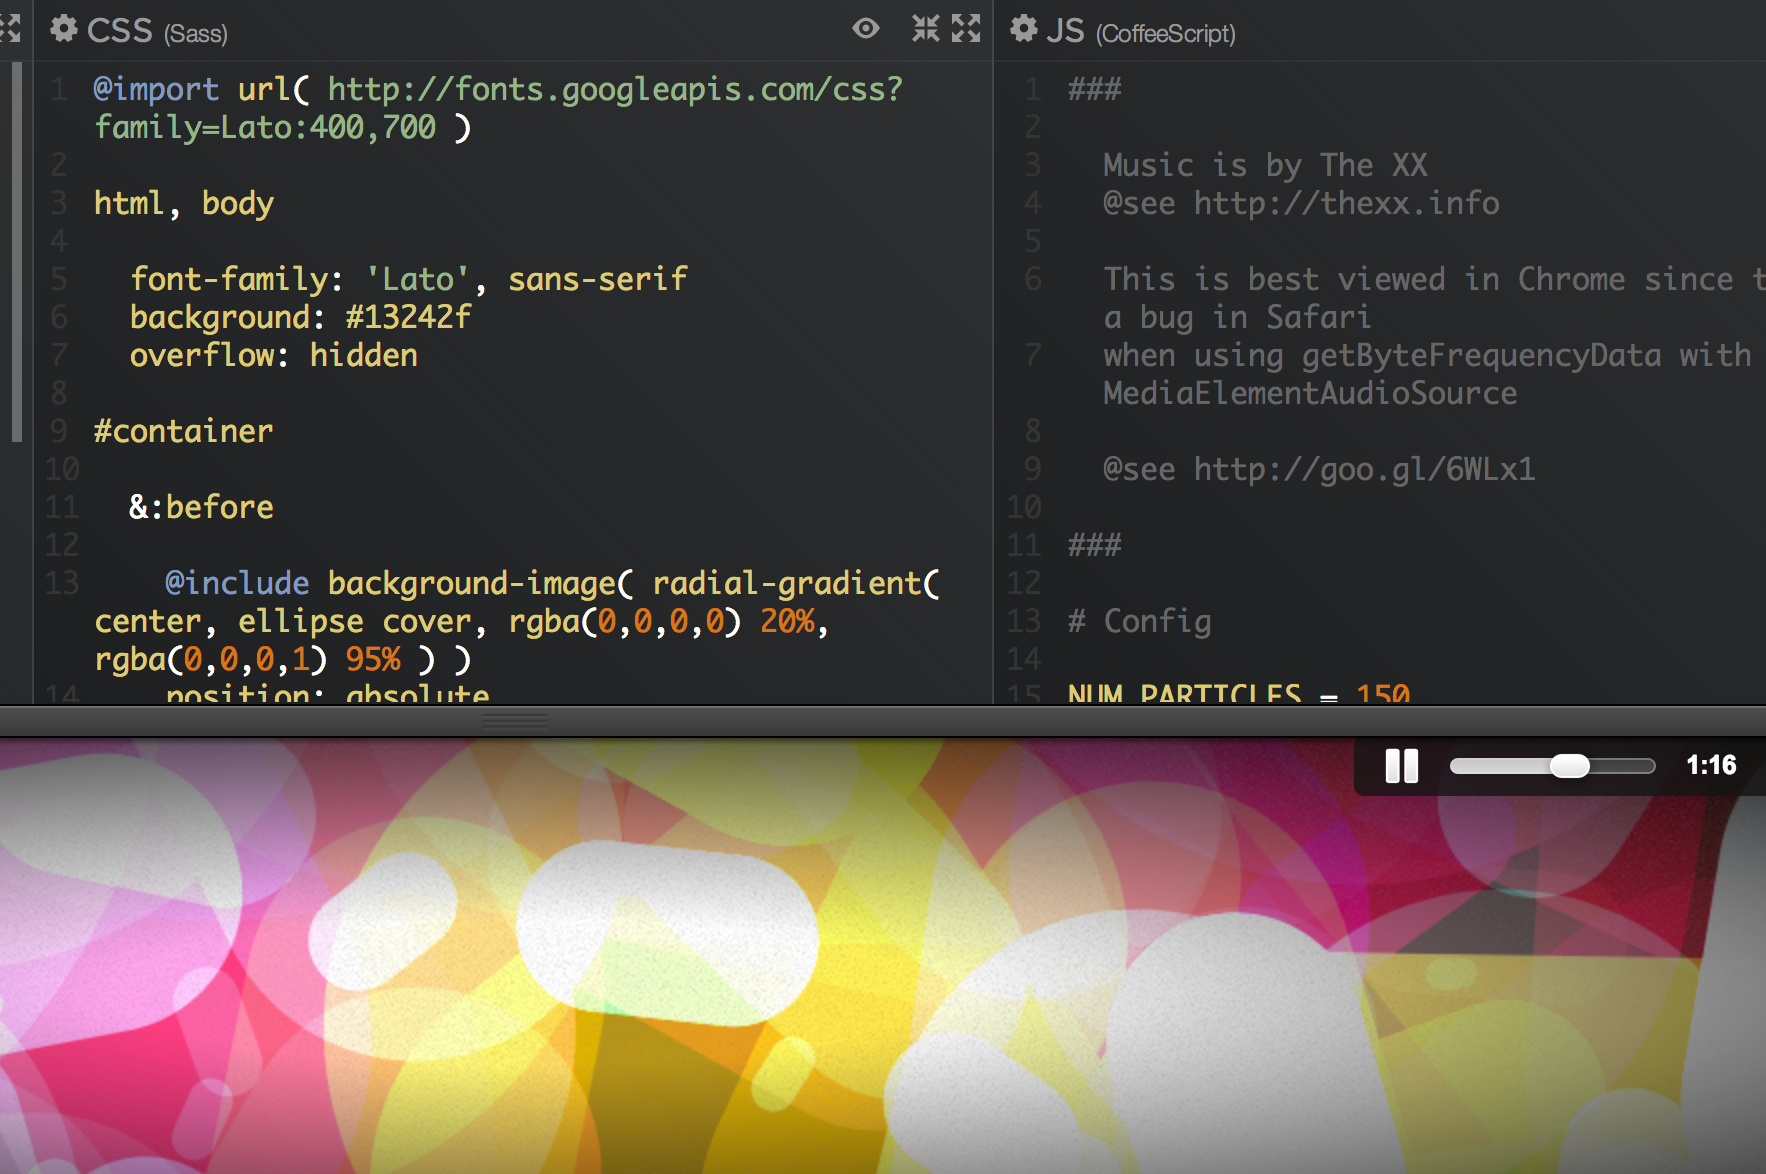 CSS (Sass)
1 @import url( http://fonts.googleapis.com/css?
family=Lato:400,700 )
2
3 html, body
4
5 font-family: 'Lato', sans-serif
6 background: #13242f
7 overflow: hidden
8
9 #container
10
11 &:before
12
13 @include background-image( radial-gradient(
center, ellipse cover, rgba(0,0,0,0) 20%,
rgba(0,0,0,1) 95% ) )
14 position: absolute
JS (CoffeeScript)
1 ###
2
3 Music is by The XX
4 @see http://thexx.info
5
6 This is best viewed in Chrome since t
a bug in Safari
7 when using getByteFrequencyData with
MediaElementAudioSource
8
9 @see http://goo.gl/6WLx1
10
11 ###
12
13 # Config
14
15 NUM_PARTICLES = 150
1:16